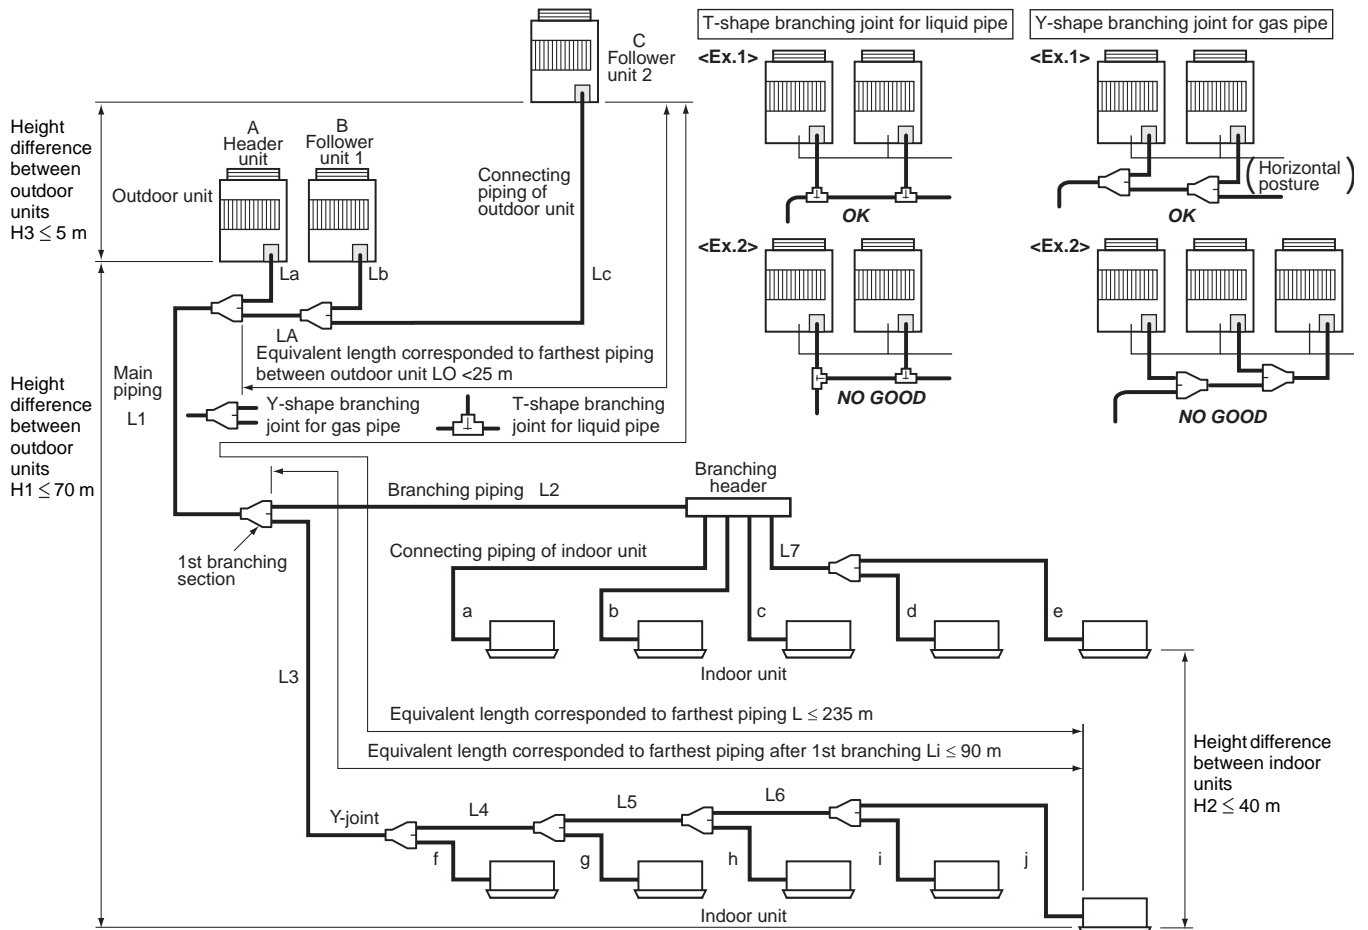 C
Follower
unit 2
Height
difference
between
outdoor
units
H3 ≤ 5 m
A
Header
unit
B
Follower
unit 1
Outdoor unit
Connecting
piping of
outdoor unit
La
Lb
Lc
LA
Equivalent length corresponded to farthest piping
between outdoor unit LO <25 m
Main
piping
L1
Height
difference
between
outdoor
units
H1 ≤ 70 m
Y-shape branching
joint for gas pipe
T-shape branching
joint for liquid pipe
T-shape branching joint for liquid pipe
<Ex.1>
OK
<Ex.2>
NO GOOD
Y-shape branching joint for gas pipe
<Ex.1>
(Horizontal
posture)
OK
<Ex.2>
NO GOOD
Branching piping L2
Branching
header
1st branching
section
Connecting piping of indoor unit
L7
a
b
c
d
e
Indoor unit
L3
Equivalent length corresponded to farthest piping L ≤ 235 m
Equivalent length corresponded to farthest piping after 1st branching Li ≤ 90 m
Height difference
between indoor
units
H2 ≤ 40 m
Y-joint
L4
L5
L6
f
g
h
i
j
Indoor unit